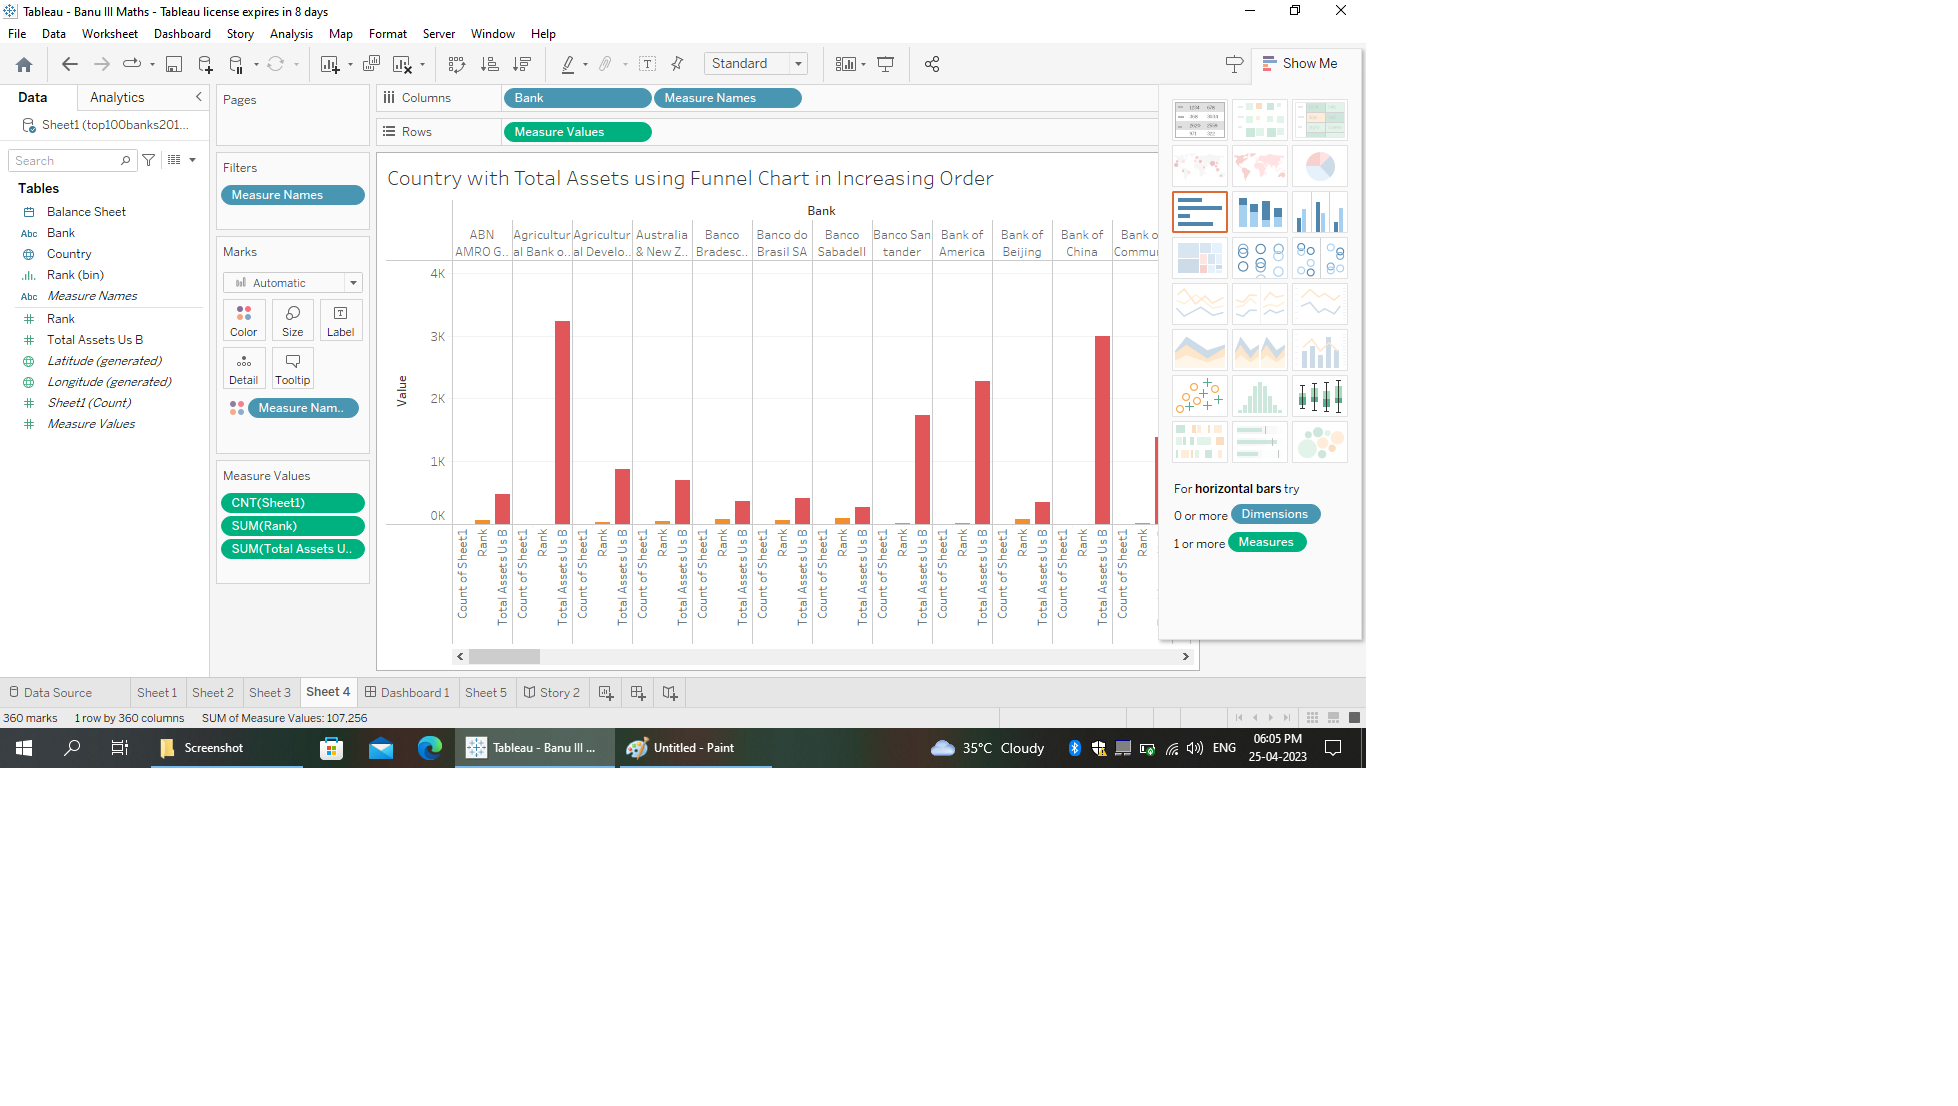 Tableau - Banu III Maths - Tableau license expires in 8 days
File Data Worksheet Dashboard Story Analysis Map Format Server Window Help
Standard
Show Me
Data Analytics
Sheet1 (top100banks201...
Search
Tables
Balance Sheet
Abc Bank
Country
Rank (bin)
Abc Measure Names
Rank
Total Assets Us B
Latitude (generated)
Longitude (generated)
Sheet1 (Count)
Measure Values
Pages
Filters
Measure Names
Marks
Automatic
Color Size Label
Detail Tooltip
Measure Nam..
Measure Values
CNT(Sheet1)
SUM(Rank)
SUM(Total Assets U..
Columns Bank Measure Names
Rows Measure Values
Country with Total Assets using Funnel Chart in Increasing Order
Bank
ABN Agricultur Agricultur Australia Banco Banco do Banco Banco San Bank of Bank of Bank of Bank o
AMRO G.. al Bank o.. al Develo.. & New Z.. Bradesc.. Brasil SA Sabadell tander America Beijing China Commu
4K
3K
2K
1K
0K
Value
Count of Sheet1 Rank Total Assets Us B
Count of Sheet1 Rank Total Assets Us B
Count of Sheet1 Rank Total Assets Us B
Count of Sheet1 Rank Total Assets Us B
Count of Sheet1 Rank Total Assets Us B
Count of Sheet1 Rank Total Assets Us B
Count of Sheet1 Rank Total Assets Us B
Count of Sheet1 Rank Total Assets Us B
Count of Sheet1 Rank Total Assets Us B
Count of Sheet1 Rank Total Assets Us B
Count of Sheet1 Rank Total Assets Us B
Count of Sheet1 Rank
For horizontal bars try
0 or more Dimensions
1 or more Measures
Data Source Sheet 1 Sheet 2 Sheet 3 Sheet 4 Dashboard 1 Sheet 5 Story 2
360 marks 1 row by 360 columns SUM of Measure Values: 107,256
Screenshot Tableau - Banu III ... Untitled - Paint 35°C Cloudy ENG 06:05 PM
25-04-2023